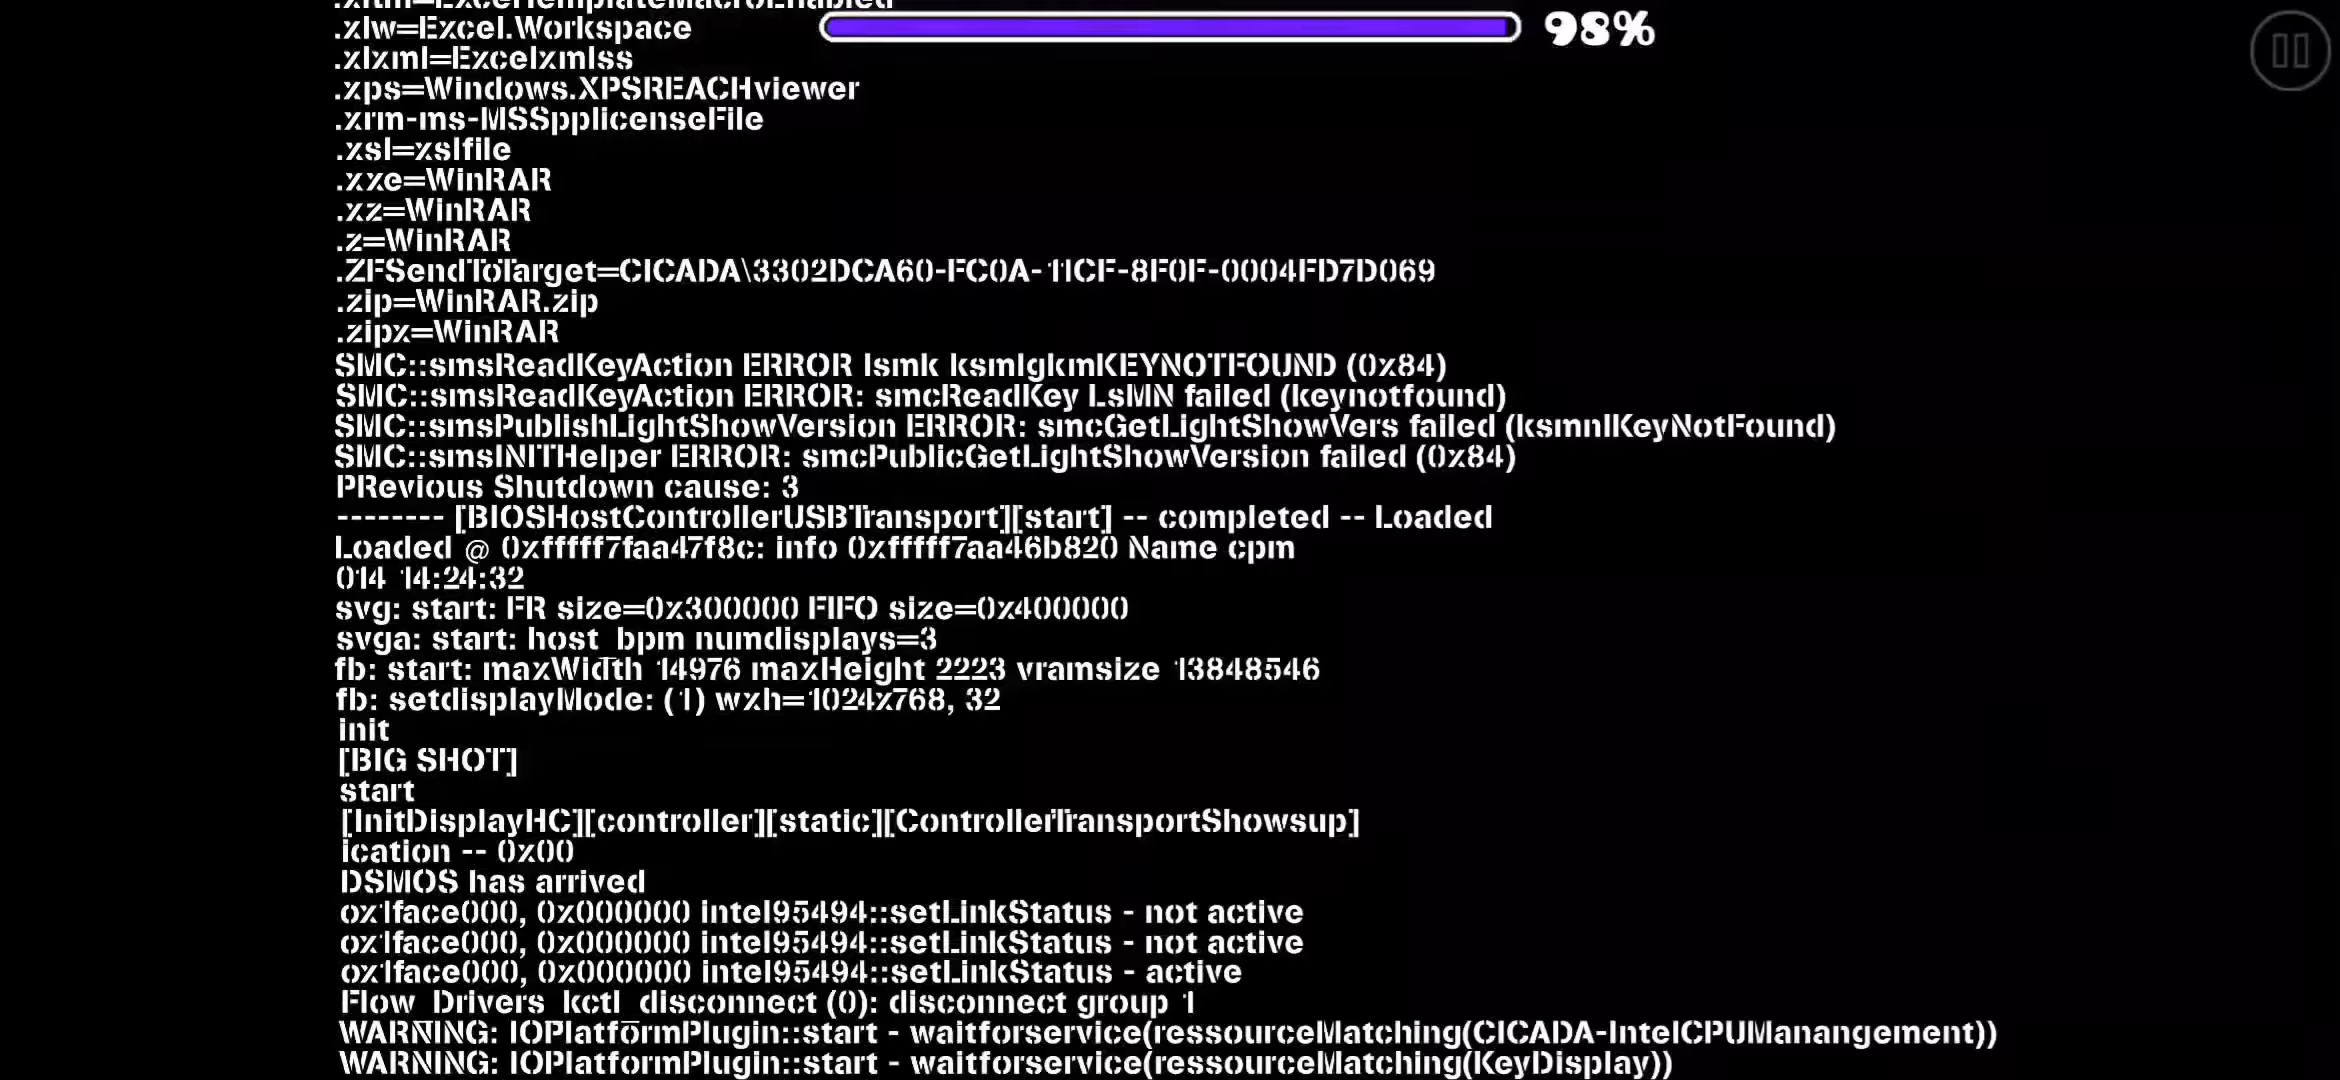 .xltm=ExcelTemplateMacroEnabled
.xlw=Excel.Workspace
98%
.xlxml=Excelxmlss
.xps=Windows.XPSREACHviewer
.xrm-ms-MSSpplicenseFile
.xsl=xslfile
.xxe=WinRAR
.xz=WinRAR
.z=WinRAR
.ZFSendToTarget=CICADA\3302DCA60-FC0A-11CF-8F0F-0004FD7D069
.zip=WinRAR.zip
.zipx=WinRAR
SMC::smsReadKeyAction ERROR lsmk ksmlgkmKEYNOTFOUND (0x84)
SMC::smsReadKeyAction ERROR: smcReadKey LsMN failed (keynotfound)
SMC::smsPublishLightShowVersion ERROR: smcGetLightShowVers failed (ksmnlKeyNotFound)
SMC::smsINITHelper ERROR: smcPublicGetLightShowVersion failed (0x84)
PRevious Shutdown cause: 3
-------- [BIOSHostControllerUSBTransport][start] -- completed -- Loaded
Loaded @ 0xfffff7faa47f8c: info 0xfffff7aa46b820 Name cpm
014 14:24:32
svg: start: FR size=0x300000 FIFO size=0x400000
svga: start: host_bpm numdisplays=3
fb: start: maxWidth 14976 maxHeight 2223 vramsize 13848546
fb: setdisplayMode: (1) wxh=1024x768, 32
init
[BIG SHOT]
start
[InitDisplayHC][controller][static][ControllerTransportShowsup]
ication -- 0x00
DSMOS has arrived
ox1face000, 0x000000 intel95494::setLinkStatus - not active
ox1face000, 0x000000 intel95494::setLinkStatus - not active
ox1face000, 0x000000 intel95494::setLinkStatus - active
Flow_Drivers_kctl_disconnect (0): disconnect group 1
WARNING: IOPlatformPlugin::start - waitforservice(ressourceMatching(CICADA-IntelCPUManangement))
WARNING: IOPlatformPlugin::start - waitforservice(ressourceMatching(KeyDisplay))